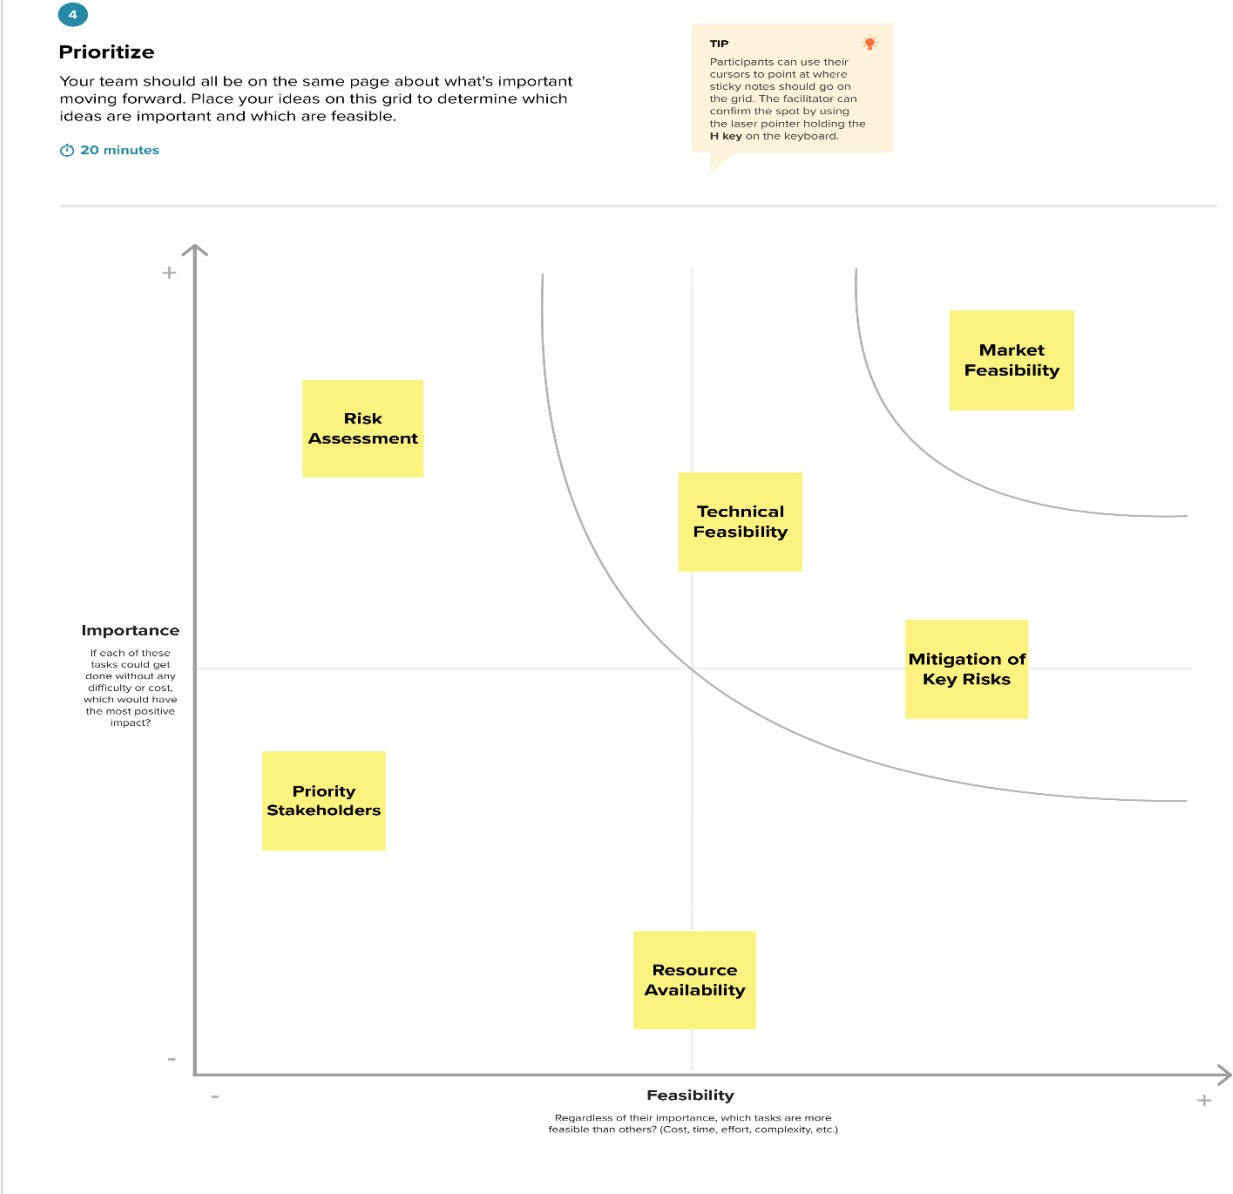 4
Prioritize
Your team should all be on the same page about what's important
moving forward. Place your ideas on this grid to determine which
ideas are important and which are feasible.
20 minutes
TIP
Participants can use their
cursors to point at where
sticky notes should go on
the grid. The facilitator can
confirm the spot by using
the laser pointer holding the
H key on the keyboard.
+
Market
Feasibility
Risk
Assessment
Technical
Feasibility
Importance
If each of these
tasks could get
done without any
difficulty or cost,
which would have
the most positive
impact?
Mitigation of
Key Risks
Priority
Stakeholders
Resource
Availability
-
-
Feasibility
+
Regardless of their importance, which tasks are more
feasible than others? (Cost, time, effort, complexity, etc.)